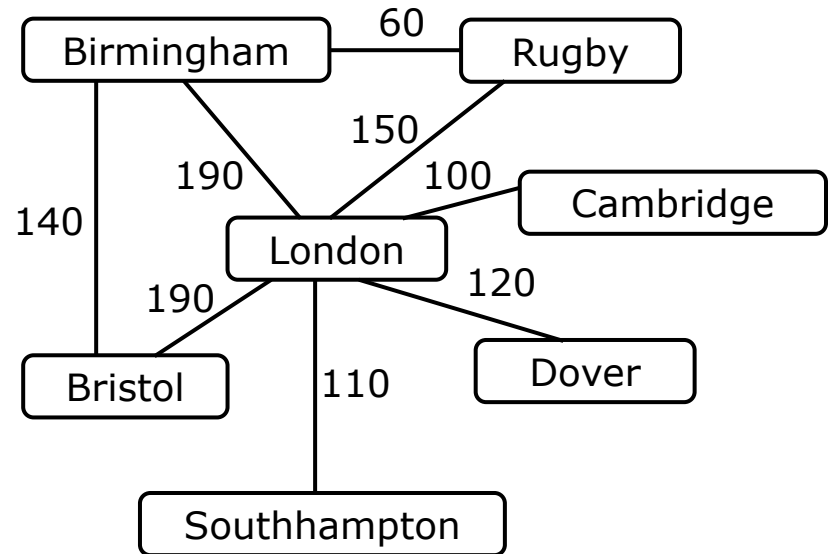 60
Birmingham
Rugby
150
190
100
Cambridge
140
London
190
120
Bristol
110
Dover
Southhampton